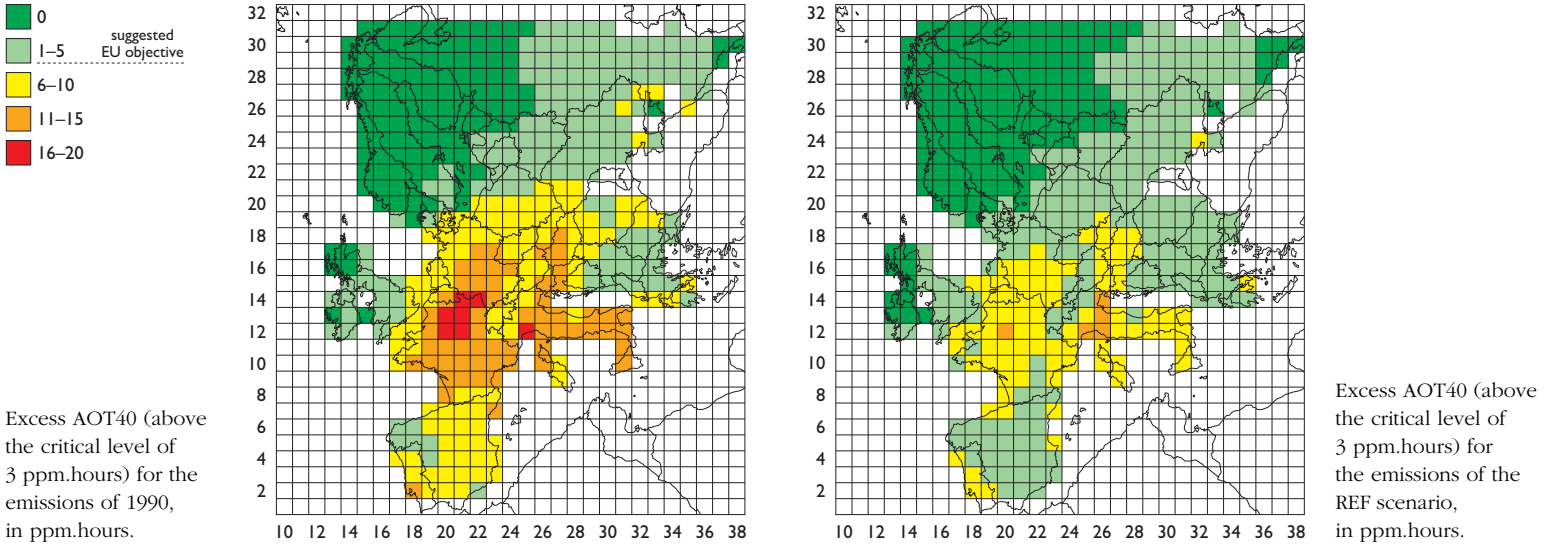 0
suggested
1–5 EU objective
6–10
11–15
16–20
Excess AOT40 (above
the critical level of
3 ppm.hours) for the
emissions of 1990,
in ppm.hours.
32
30
28
26
24
22
20
18
16
14
12
10
8
6
4
2
10 12 14 16 18 20 22 24 26 28 30 32 34 36 38
32
30
28
26
24
22
20
18
16
14
12
10
8
6
4
2
10 12 14 16 18 20 22 24 26 28 30 32 34 36 38
Excess AOT40 (above
the critical level of
3 ppm.hours) for
the emissions of the
REF scenario,
in ppm.hours.